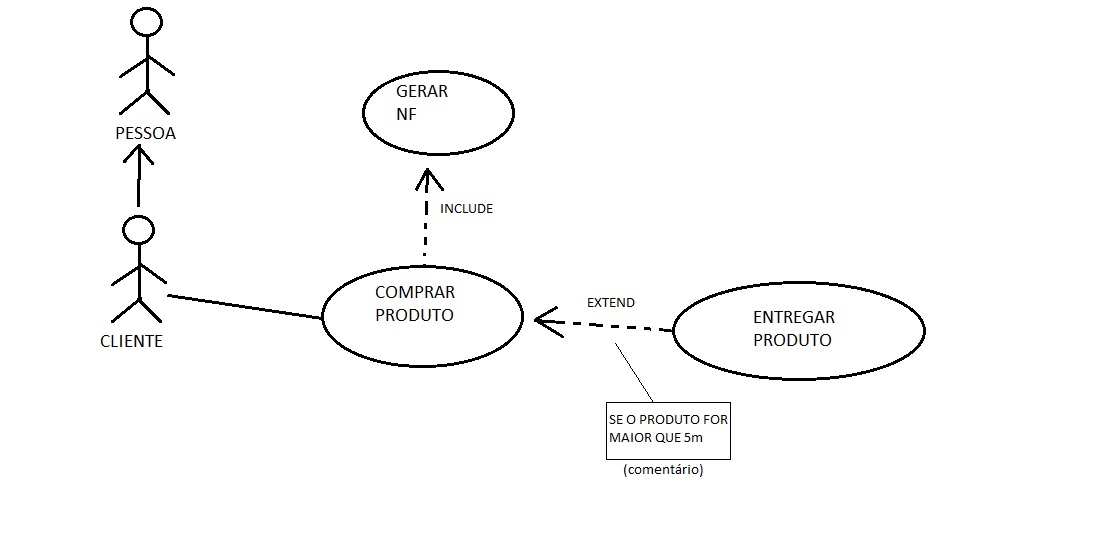 PESSOA
GERAR
NF
INCLUDE
CLIENTE
COMPRAR
PRODUTO
EXTEND
ENTREGAR
PRODUTO
SE O PRODUTO FOR
MAIOR QUE 5m
(comentário)